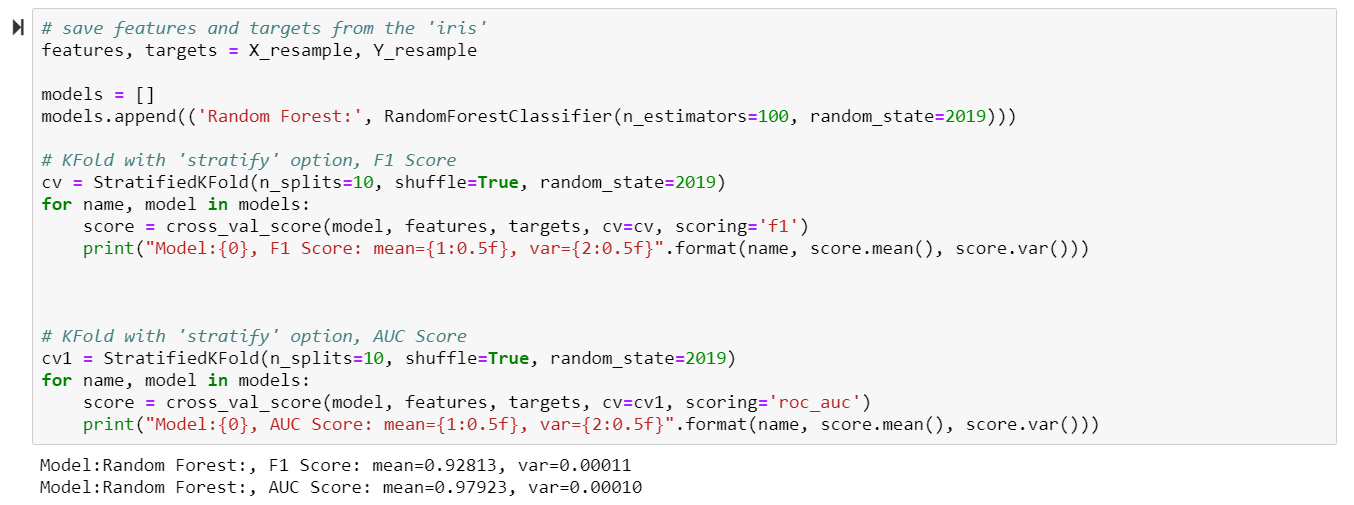 # save features and targets from the 'iris'
features, targets = X_resample, Y_resample
models = []
models.append(('Random Forest:', RandomForestClassifier(n_estimators=100, random_state=2019)))
# KFold with 'stratify' option, F1 Score
cv = StratifiedKFold(n_splits=10, shuffle=True, random_state=2019)
for name, model in models:
    score = cross_val_score(model, features, targets, cv=cv, scoring='f1')
    print("Model:{0}, F1 Score: mean={1:0.5f}, var={2:0.5f}".format(name, score.mean(), score.var()))
# KFold with 'stratify' option, AUC Score
cv1 = StratifiedKFold(n_splits=10, shuffle=True, random_state=2019)
for name, model in models:
    score = cross_val_score(model, features, targets, cv=cv1, scoring='roc_auc')
    print("Model:{0}, AUC Score: mean={1:0.5f}, var={2:0.5f}".format(name, score.mean(), score.var()))
Model:Random Forest:, F1 Score: mean=0.92813, var=0.00011
Model:Random Forest:, AUC Score: mean=0.97923, var=0.00010